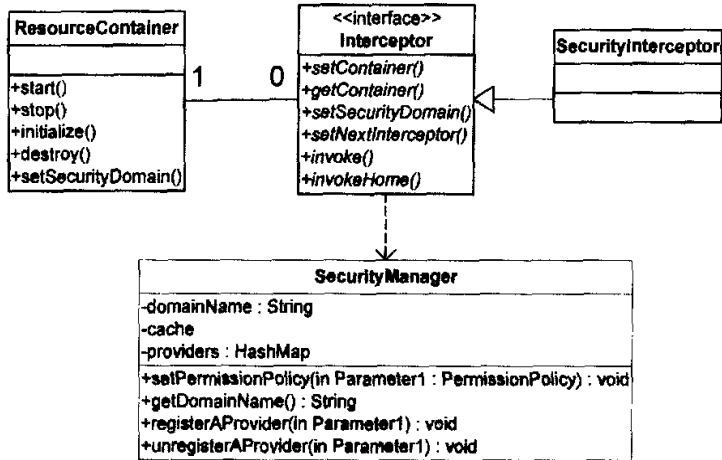 ResourceContainer
+start()
+stop()
+initialize()
+destroy()
+setSecurityDomain()
1
0
<<interface>>
Interceptor
+setContainer()
+getContainer()
+setSecurityDomain()
+setNextInterceptor()
+invoke()
+invokeHome()
SecurityInterceptor
SecurityManager
-domainName : String
-cache
-providers : HashMap
+setPermissionPolicy(in Parameter1 : PermissionPolicy) : void
+getDomainName() : String
+registerAProvider(in Parameter1) : void
+unregisterAProvider(in Parameter1) : void